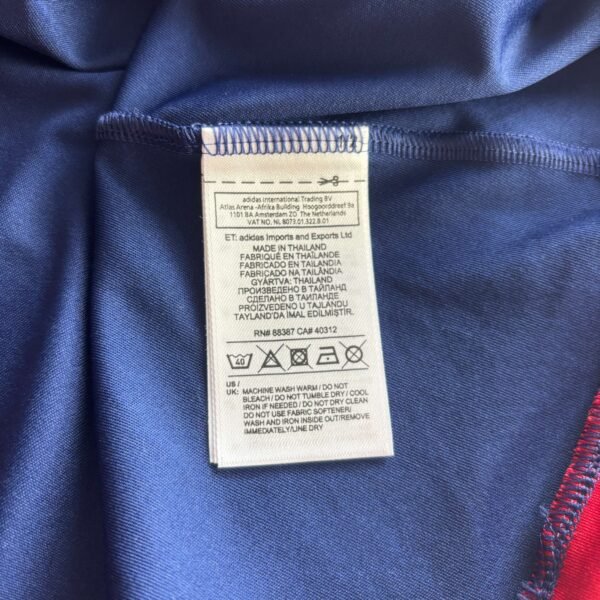 1/2
adidas International Trading BV
Atlas Arena -Afrika Building Hoogoorddreef 9a
1101 BA Amsterdam ZO The Netherlands
VAT NO. NL 8073.01.322.B.01
ET: adidas Imports and Exports Ltd
MADE IN THAILAND
FABRIQUÉ EN THAÏLANDE
FABRICADO EN TAILANDIA
FABRICADO NA TAILÂNDIA
GYÁRTVA: THAILAND
ПРОИЗВЕДЕНО В ТАЙЛАНД
СДЕЛАНО В ТАИЛАНДЕ
PROIZVEDENO U TAJLANDU
TAYLAND'DA İMAL EDİLMİŞTİR.
RN# 88387 CA# 40312
40
US /
UK: MACHINE WASH WARM / DO NOT
BLEACH / DO NOT TUMBLE DRY / COOL
IRON IF NEEDED / DO NOT DRY CLEAN
DO NOT USE FABRIC SOFTENER/
WASH AND IRON INSIDE OUT/REMOVE
IMMEDIATELY/LINE DRY